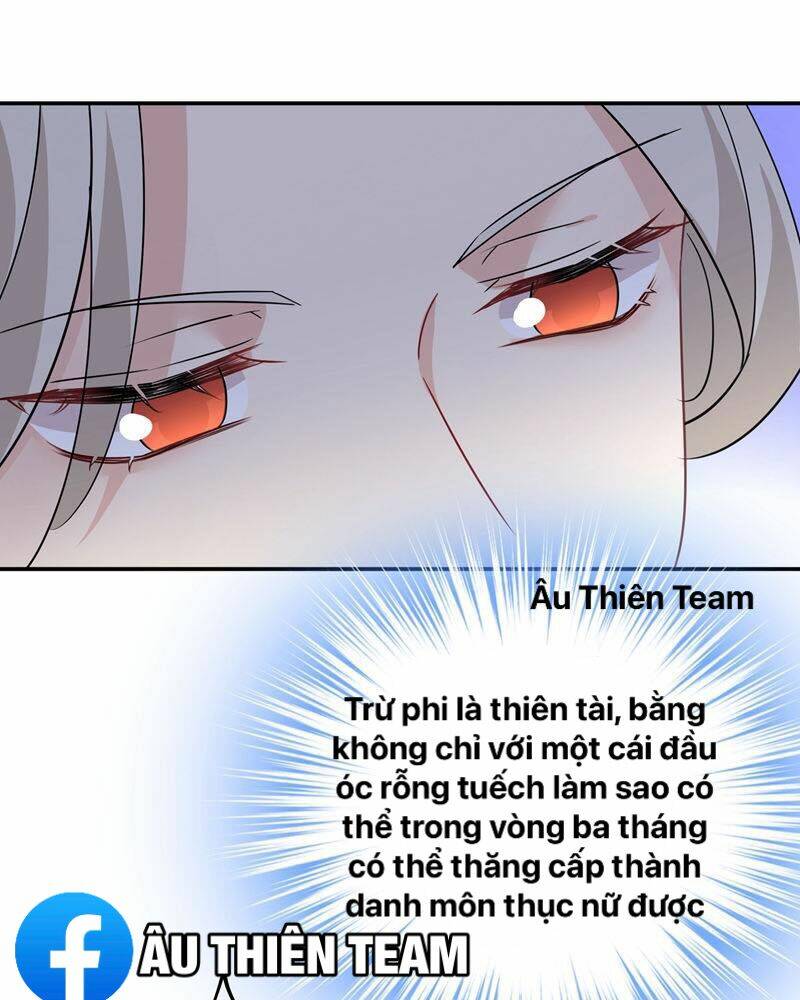 Âu Thiên Team
Trừ phi là thiên tài, bằng
không chỉ với một cái đầu
óc rỗng tuếch làm sao có
thể trong vòng ba tháng
có thể thăng cấp thành
danh môn thục nữ được
f ÂU THIÊN TEAM